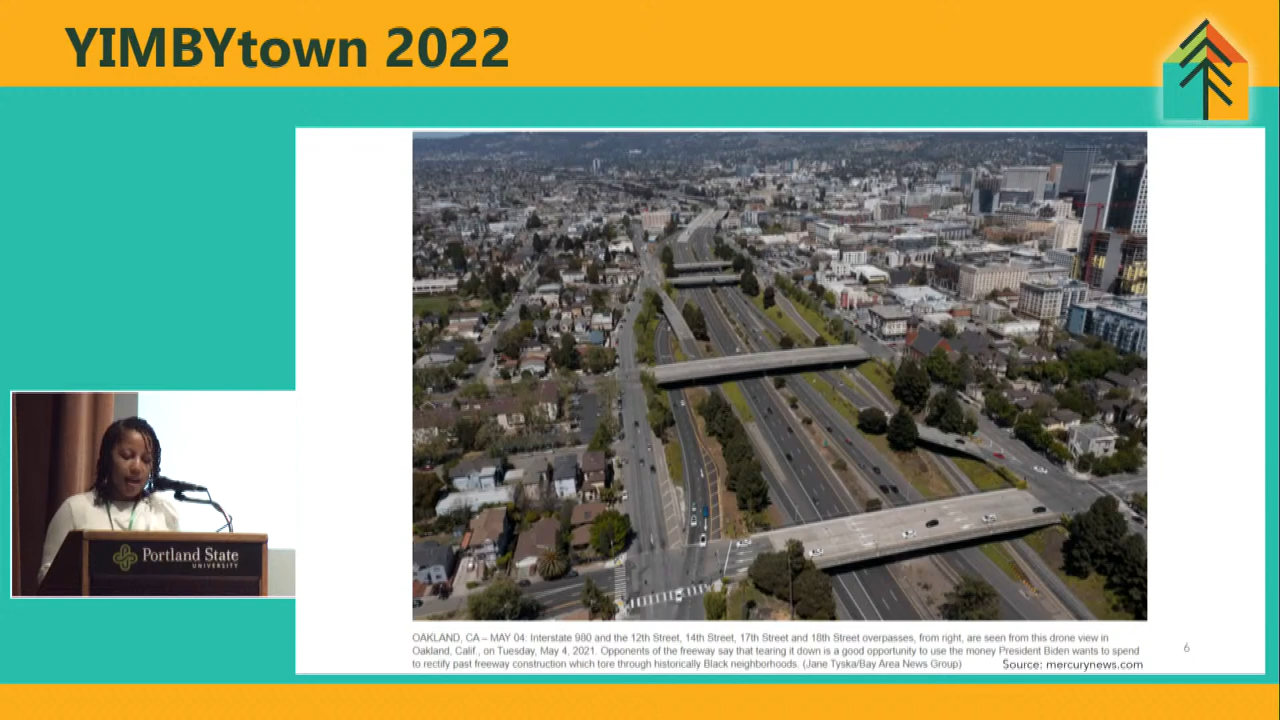 YIMBYtown 2022
Portland State
UNIVERSITY
OAKLAND, CA – MAY 04: Interstate 980 and the 12th Street, 14th Street, 17th Street and 18th Street overpasses, from right, are seen from this drone view in
Oakland, Calif., on Tuesday, May 4, 2021. Opponents of the freeway say that tearing it down is a good opportunity to use the money President Biden wants to spend
to rectify past freeway construction which tore through historically Black neighborhoods. (Jane Tyska/Bay Area News Group)
Source: mercurynews.com
6